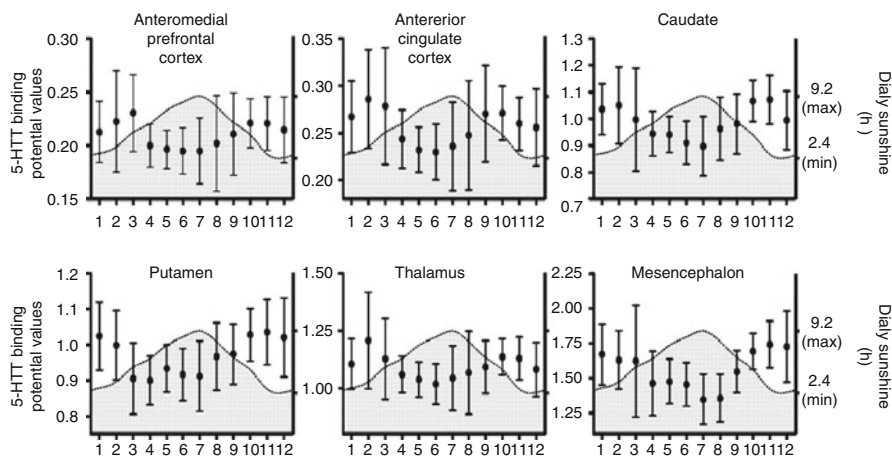 Anteromedial
prefrontal
cortex
Antererior
cingulate
cortex
Caudate
5-HTT binding
potential values
0.30
0.25
0.20
0.15
0.35
0.30
0.25
0.20
1.3
1.2
1.1
1.0
0.9
0.8
0.7
9.2
(max)
2.4
(min)
Dialy sunshine
(h)
1 2 3 4 5 6 7 8 9 10 11 12
1 2 3 4 5 6 7 8 9 10 11 12
1 2 3 4 5 6 7 8 9 10 11 12
Putamen
Thalamus
Mesencephalon
5-HTT binding
potential values
1.2
1.1
1.0
0.9
0.8
1.50
1.25
1.00
2.25
2.00
1.75
1.50
1.25
9.2
(max)
2.4
(min)
Dialy sunshine
(h)
1 2 3 4 5 6 7 8 9 10 11 12
1 2 3 4 5 6 7 8 9 10 11 12
1 2 3 4 5 6 7 8 9 10 11 12